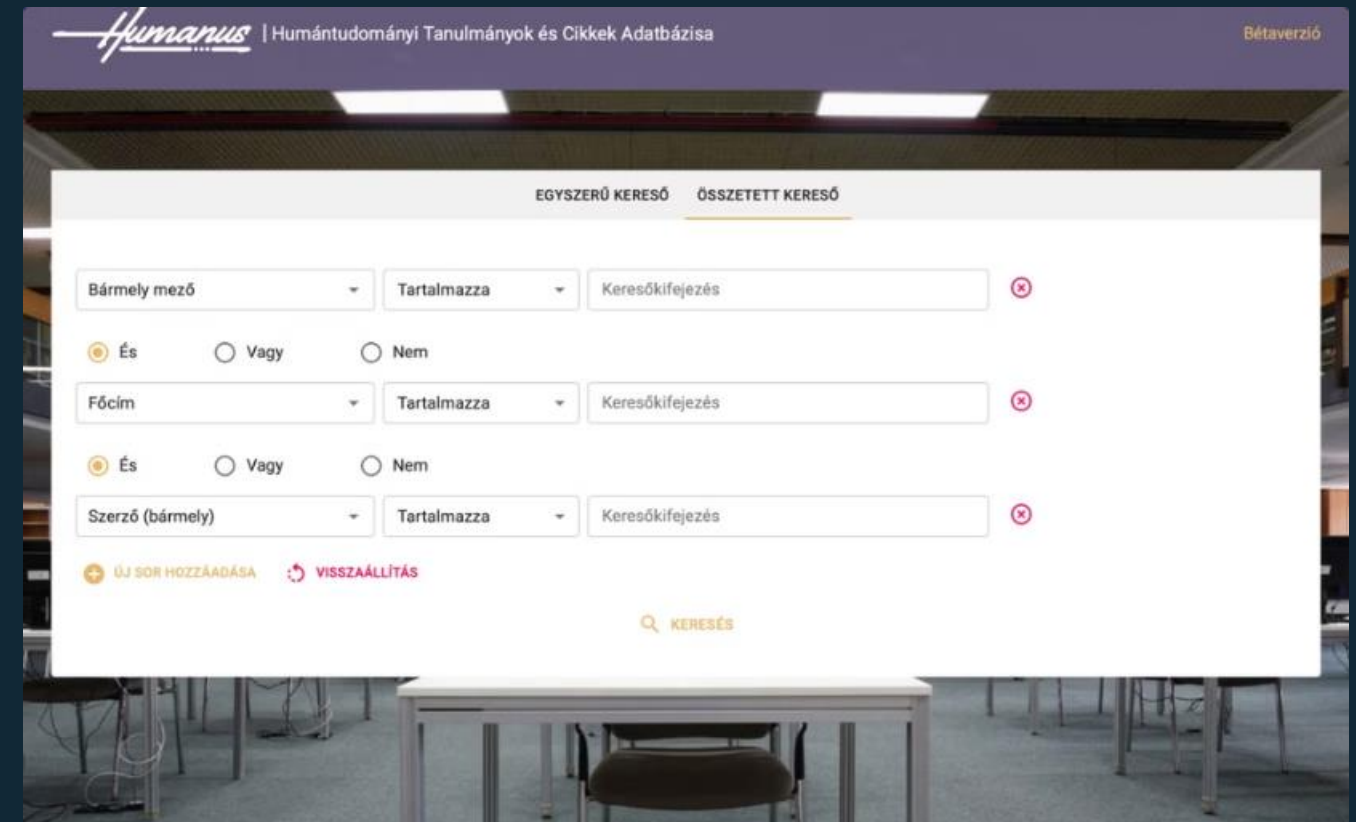 Humanus | Humántudományi Tanulmányok és Cikkek Adatbázisa
Bétaverzió
EGYSZERŰ KERESŐ ÖSSZETETT KERESŐ
Bármely mező Tartalmazza Keresőkifejezés
És Vagy Nem
Főcím Tartalmazza Keresőkifejezés
És Vagy Nem
Szerző (bármely) Tartalmazza Keresőkifejezés
ÚJ SOR HOZZÁADÁSA VISSZAÁLLÍTÁS
KERESÉS